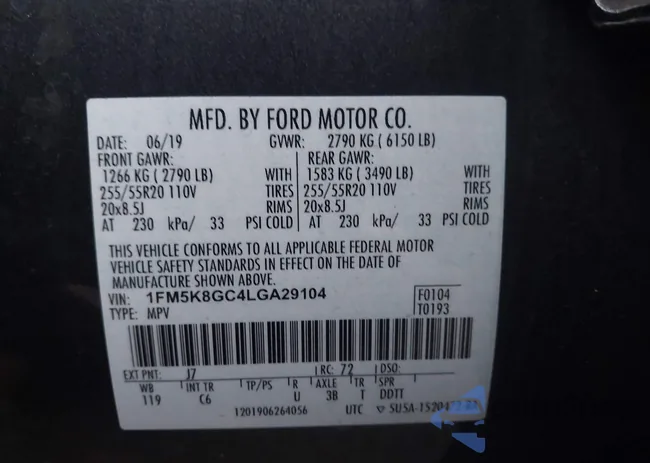 MFD. BY FORD MOTOR CO.
DATE: 06/19 GVWR: 2790 KG ( 6150 LB)
FRONT GAWR: REAR GAWR:
1266 KG ( 2790 LB) WITH 1583 KG ( 3490 LB) WITH
255/55R20 110V TIRES 255/55R20 110V TIRES
20x8.5J RIMS 20x8.5J RIMS
AT 230 kPa/ 33 PSI COLD AT 230 kPa/ 33 PSI COLD
THIS VEHICLE CONFORMS TO ALL APPLICABLE FEDERAL MOTOR
VEHICLE SAFETY STANDARDS IN EFFECT ON THE DATE OF
MANUFACTURE SHOWN ABOVE.
VIN: 1FM5K8GC4LGA29104 F0104
TYPE: MPV T0193
EXT PNT: J7 RC: 72 DSO:
WB INT TR TP/PS R AXLE TR SPR
119 C6 U 3B T DDTT
1201906264056 UTC